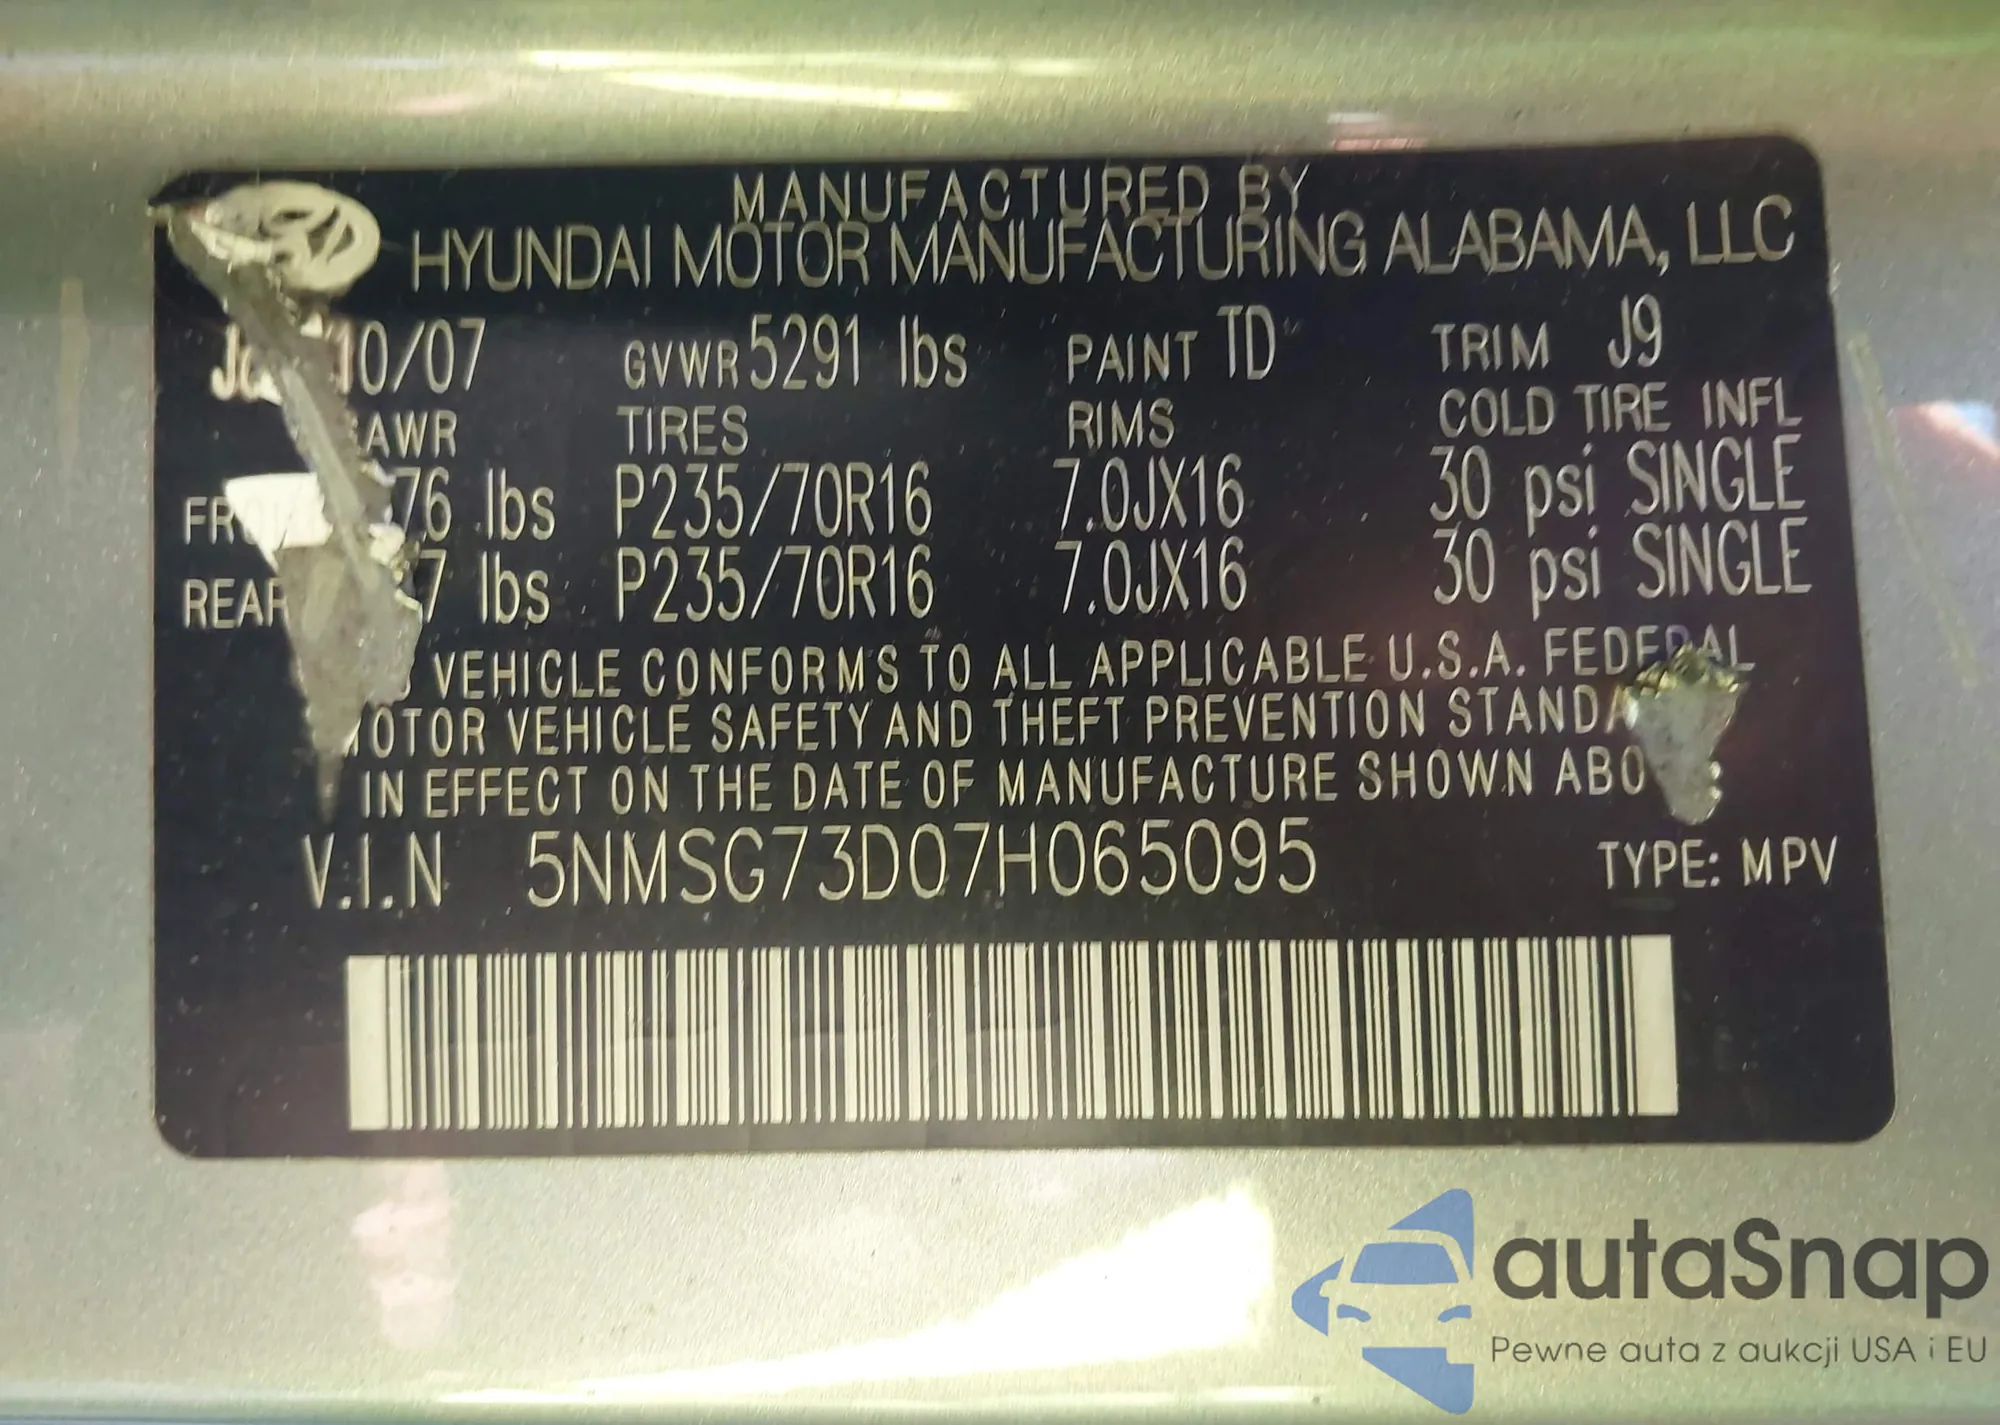 MANUFACTURED BY
HYUNDAI MOTOR MANUFACTURING ALABAMA, LLC
10/07 GVWR 5291 lbs PAINT TD TRIM J9
AWR TIRES RIMS COLD TIRE INFL
76 lbs P235/70R16 7.0JX16 30 psi SINGLE
REAR 7 lbs P235/70R16 7.0JX16 30 psi SINGLE
VEHICLE CONFORMS TO ALL APPLICABLE U.S.A. FEDERAL
MOTOR VEHICLE SAFETY AND THEFT PREVENTION STANDA
IN EFFECT ON THE DATE OF MANUFACTURE SHOWN ABO
V.I.N 5NMSG73D07H065095 TYPE: MPV
autaSnap
Pewne auta z aukcji USA i EU